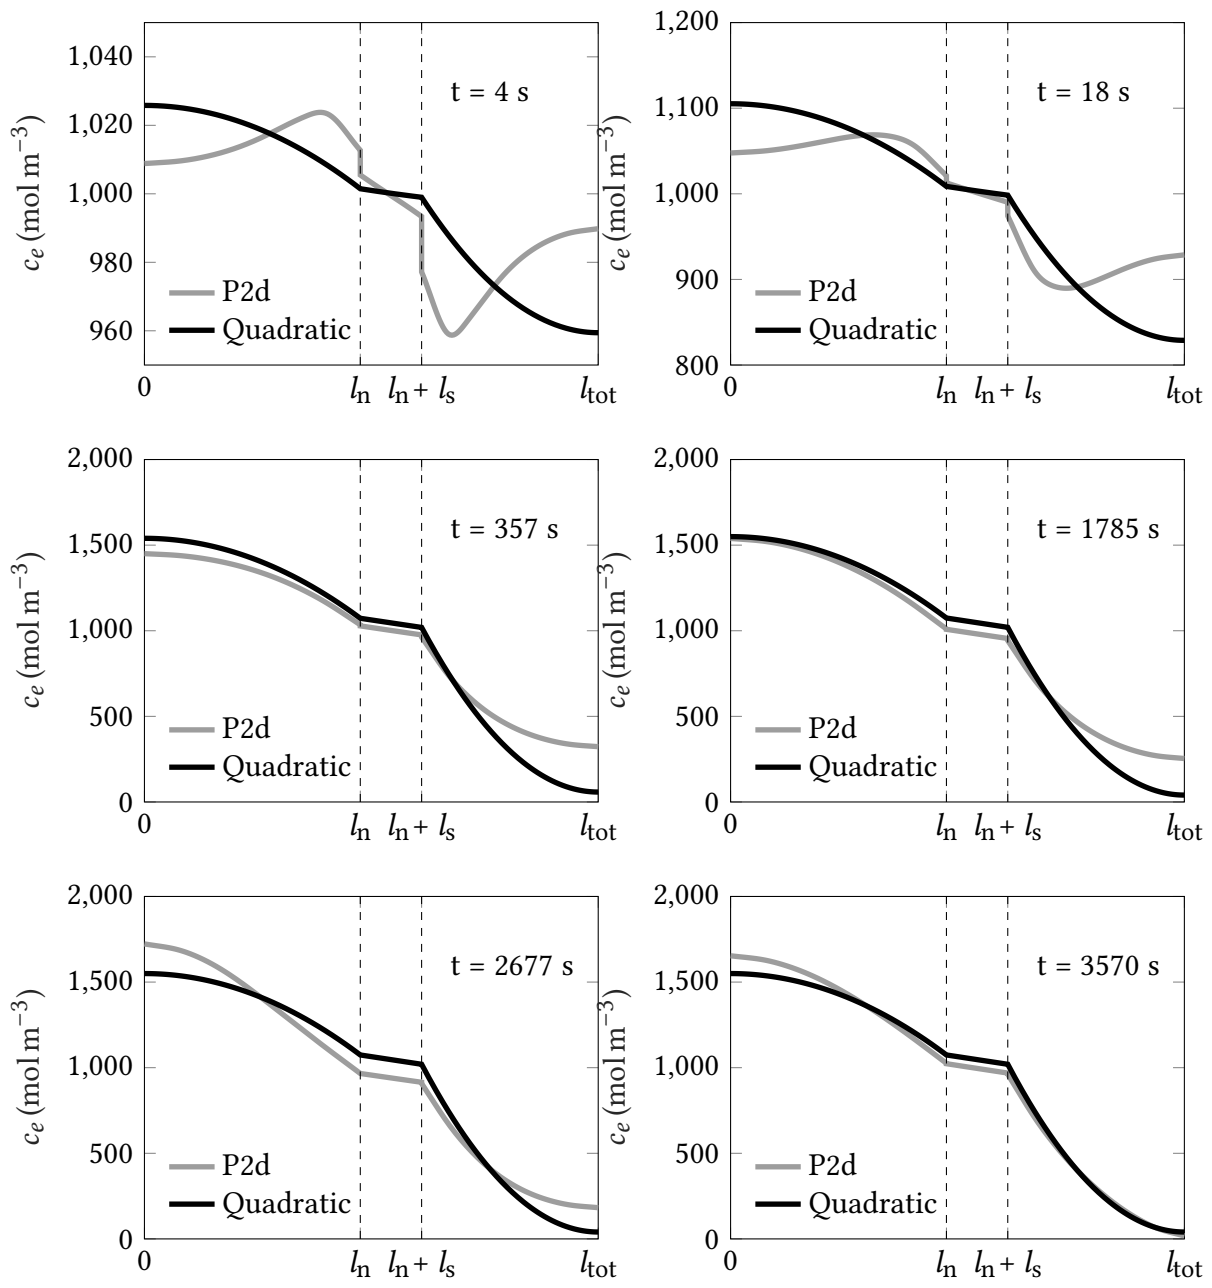 1,040
1,020
1,000
980
960
c_e (mol m⁻³)
t = 4 s
P2d
Quadratic
0 l_n l_n + l_s l_tot
1,200
1,100
1,000
900
800
c_e (mol m⁻³)
t = 18 s
P2d
Quadratic
0 l_n l_n + l_s l_tot
2,000
1,500
1,000
500
0
c_e (mol m⁻³)
t = 357 s
P2d
Quadratic
0 l_n l_n + l_s l_tot
2,000
1,500
1,000
500
0
c_e (mol m⁻³)
t = 1785 s
P2d
Quadratic
0 l_n l_n + l_s l_tot
2,000
1,500
1,000
500
0
c_e (mol m⁻³)
t = 2677 s
P2d
Quadratic
0 l_n l_n + l_s l_tot
2,000
1,500
1,000
500
0
c_e (mol m⁻³)
t = 3570 s
P2d
Quadratic
0 l_n l_n + l_s l_tot